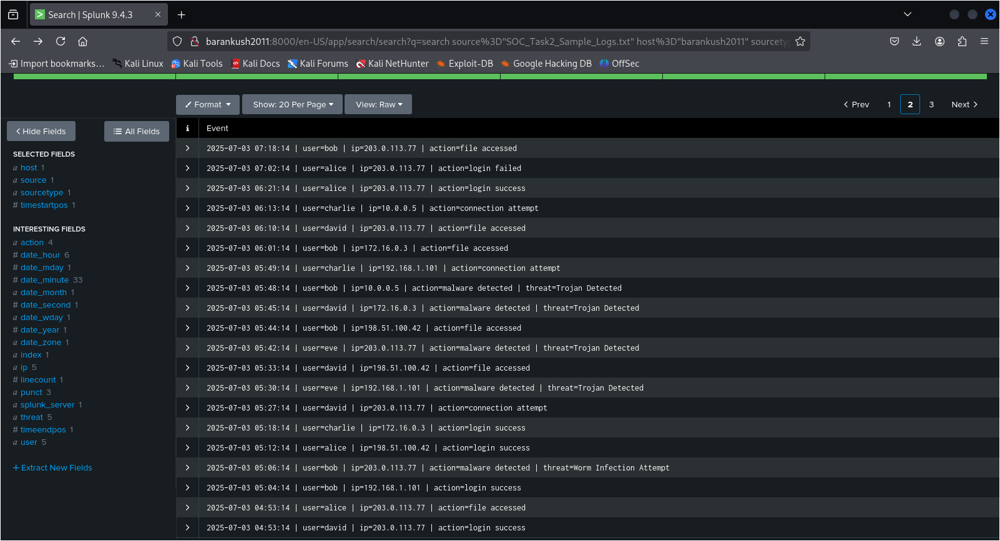 Search | Splunk 9.4.3
barankush2011:8000/en-US/app/search/search?q=search source%3D"SOC_Task2_Sample_Logs.txt" host%3D"barankush2011" sourcety
Import bookmarks… Kali Linux Kali Tools Kali Docs Kali Forums Kali NetHunter Exploit-DB Google Hacking DB OffSec
Format Show: 20 Per Page View: Raw Prev 1 2 3 Next
Hide Fields All Fields
i Event
SELECTED FIELDS
a host 1
a source 1
a sourcetype 1
# timestartpos 1
INTERESTING FIELDS
a action 4
# date_hour 6
# date_mday 1
# date_minute 33
a date_month 1
# date_second 1
a date_wday 1
# date_year 1
a date_zone 1
a index 1
a ip 5
# linecount 1
a punct 3
a splunk_server 1
a threat 5
# timeendpos 1
a user 5
+ Extract New Fields
2025-07-03 07:18:14 | user=bob | ip=203.0.113.77 | action=file accessed
2025-07-03 07:02:14 | user=alice | ip=203.0.113.77 | action=login failed
2025-07-03 06:21:14 | user=alice | ip=203.0.113.77 | action=login success
2025-07-03 06:13:14 | user=charlie | ip=10.0.0.5 | action=connection attempt
2025-07-03 06:10:14 | user=david | ip=203.0.113.77 | action=file accessed
2025-07-03 06:01:14 | user=bob | ip=172.16.0.3 | action=file accessed
2025-07-03 05:49:14 | user=charlie | ip=192.168.1.101 | action=connection attempt
2025-07-03 05:48:14 | user=bob | ip=10.0.0.5 | action=malware detected | threat=Trojan Detected
2025-07-03 05:45:14 | user=david | ip=172.16.0.3 | action=malware detected | threat=Trojan Detected
2025-07-03 05:44:14 | user=bob | ip=198.51.100.42 | action=file accessed
2025-07-03 05:42:14 | user=eve | ip=203.0.113.77 | action=malware detected | threat=Trojan Detected
2025-07-03 05:33:14 | user=david | ip=198.51.100.42 | action=file accessed
2025-07-03 05:30:14 | user=eve | ip=192.168.1.101 | action=malware detected | threat=Trojan Detected
2025-07-03 05:27:14 | user=david | ip=203.0.113.77 | action=connection attempt
2025-07-03 05:18:14 | user=charlie | ip=172.16.0.3 | action=login success
2025-07-03 05:12:14 | user=alice | ip=198.51.100.42 | action=login success
2025-07-03 05:06:14 | user=bob | ip=203.0.113.77 | action=malware detected | threat=Worm Infection Attempt
2025-07-03 05:04:14 | user=bob | ip=192.168.1.101 | action=login success
2025-07-03 04:53:14 | user=alice | ip=203.0.113.77 | action=file accessed
2025-07-03 04:53:14 | user=david | ip=203.0.113.77 | action=login success